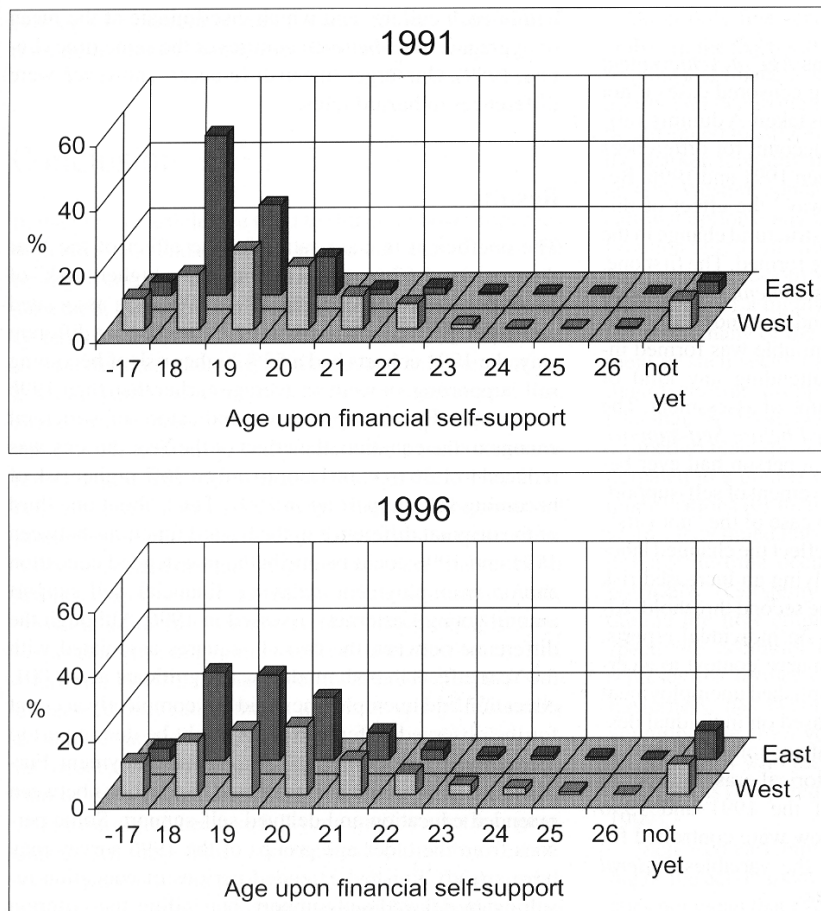 1991
60
40
%
20
0
East
West
-17 18 19 20 21 22 23 24 25 26 not
yet
Age upon financial self-support
1996
60
40
%
20
0
East
West
-17 18 19 20 21 22 23 24 25 26 not
yet
Age upon financial self-support